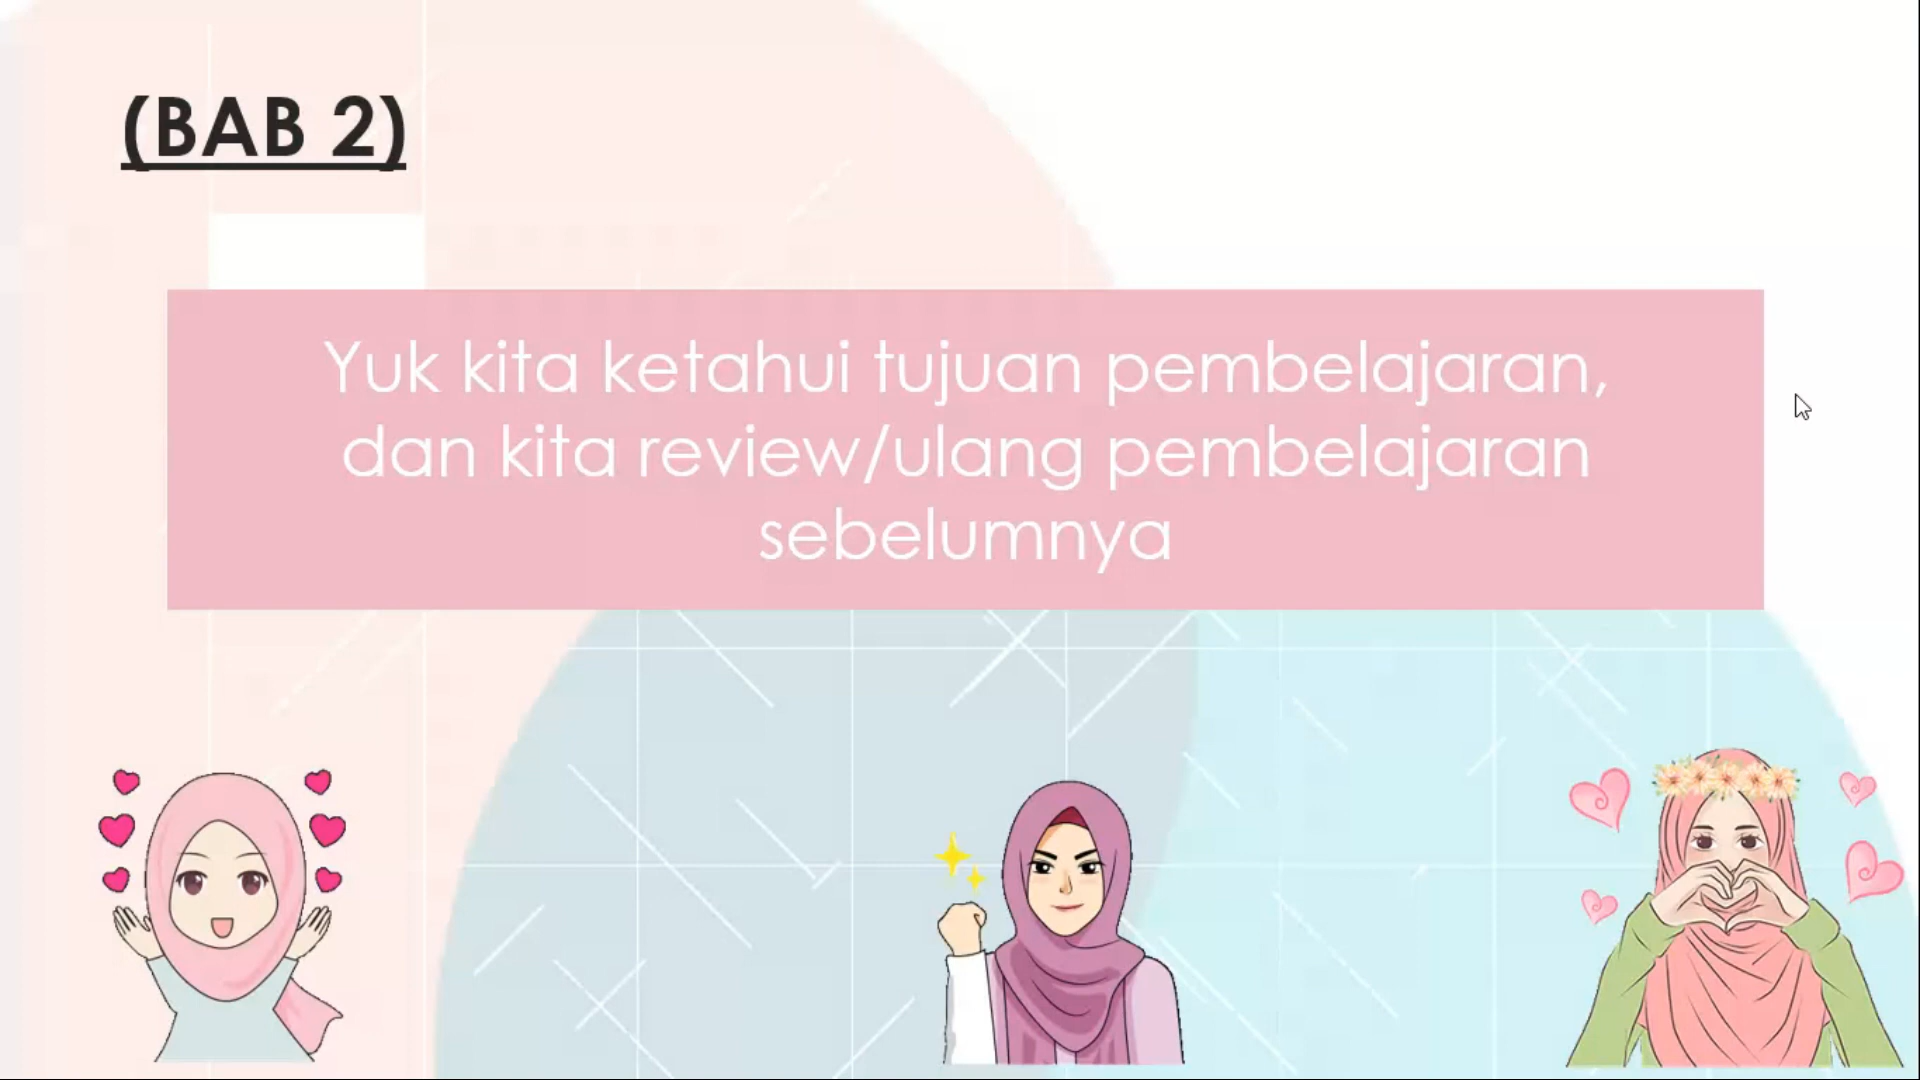 (BAB 2)
Yuk kita ketahui tujuan pembelajaran,
dan kita review/ulang pembelajaran
sebelumnya